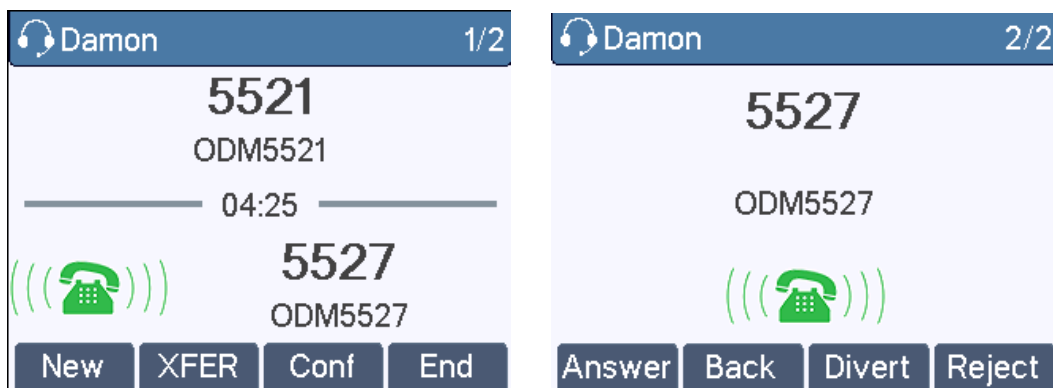 Damon 1/2
5521
ODM5521
04:25
5527
ODM5527
New XFER Conf End
Damon 2/2
5527
ODM5527
Answer Back Divert Reject